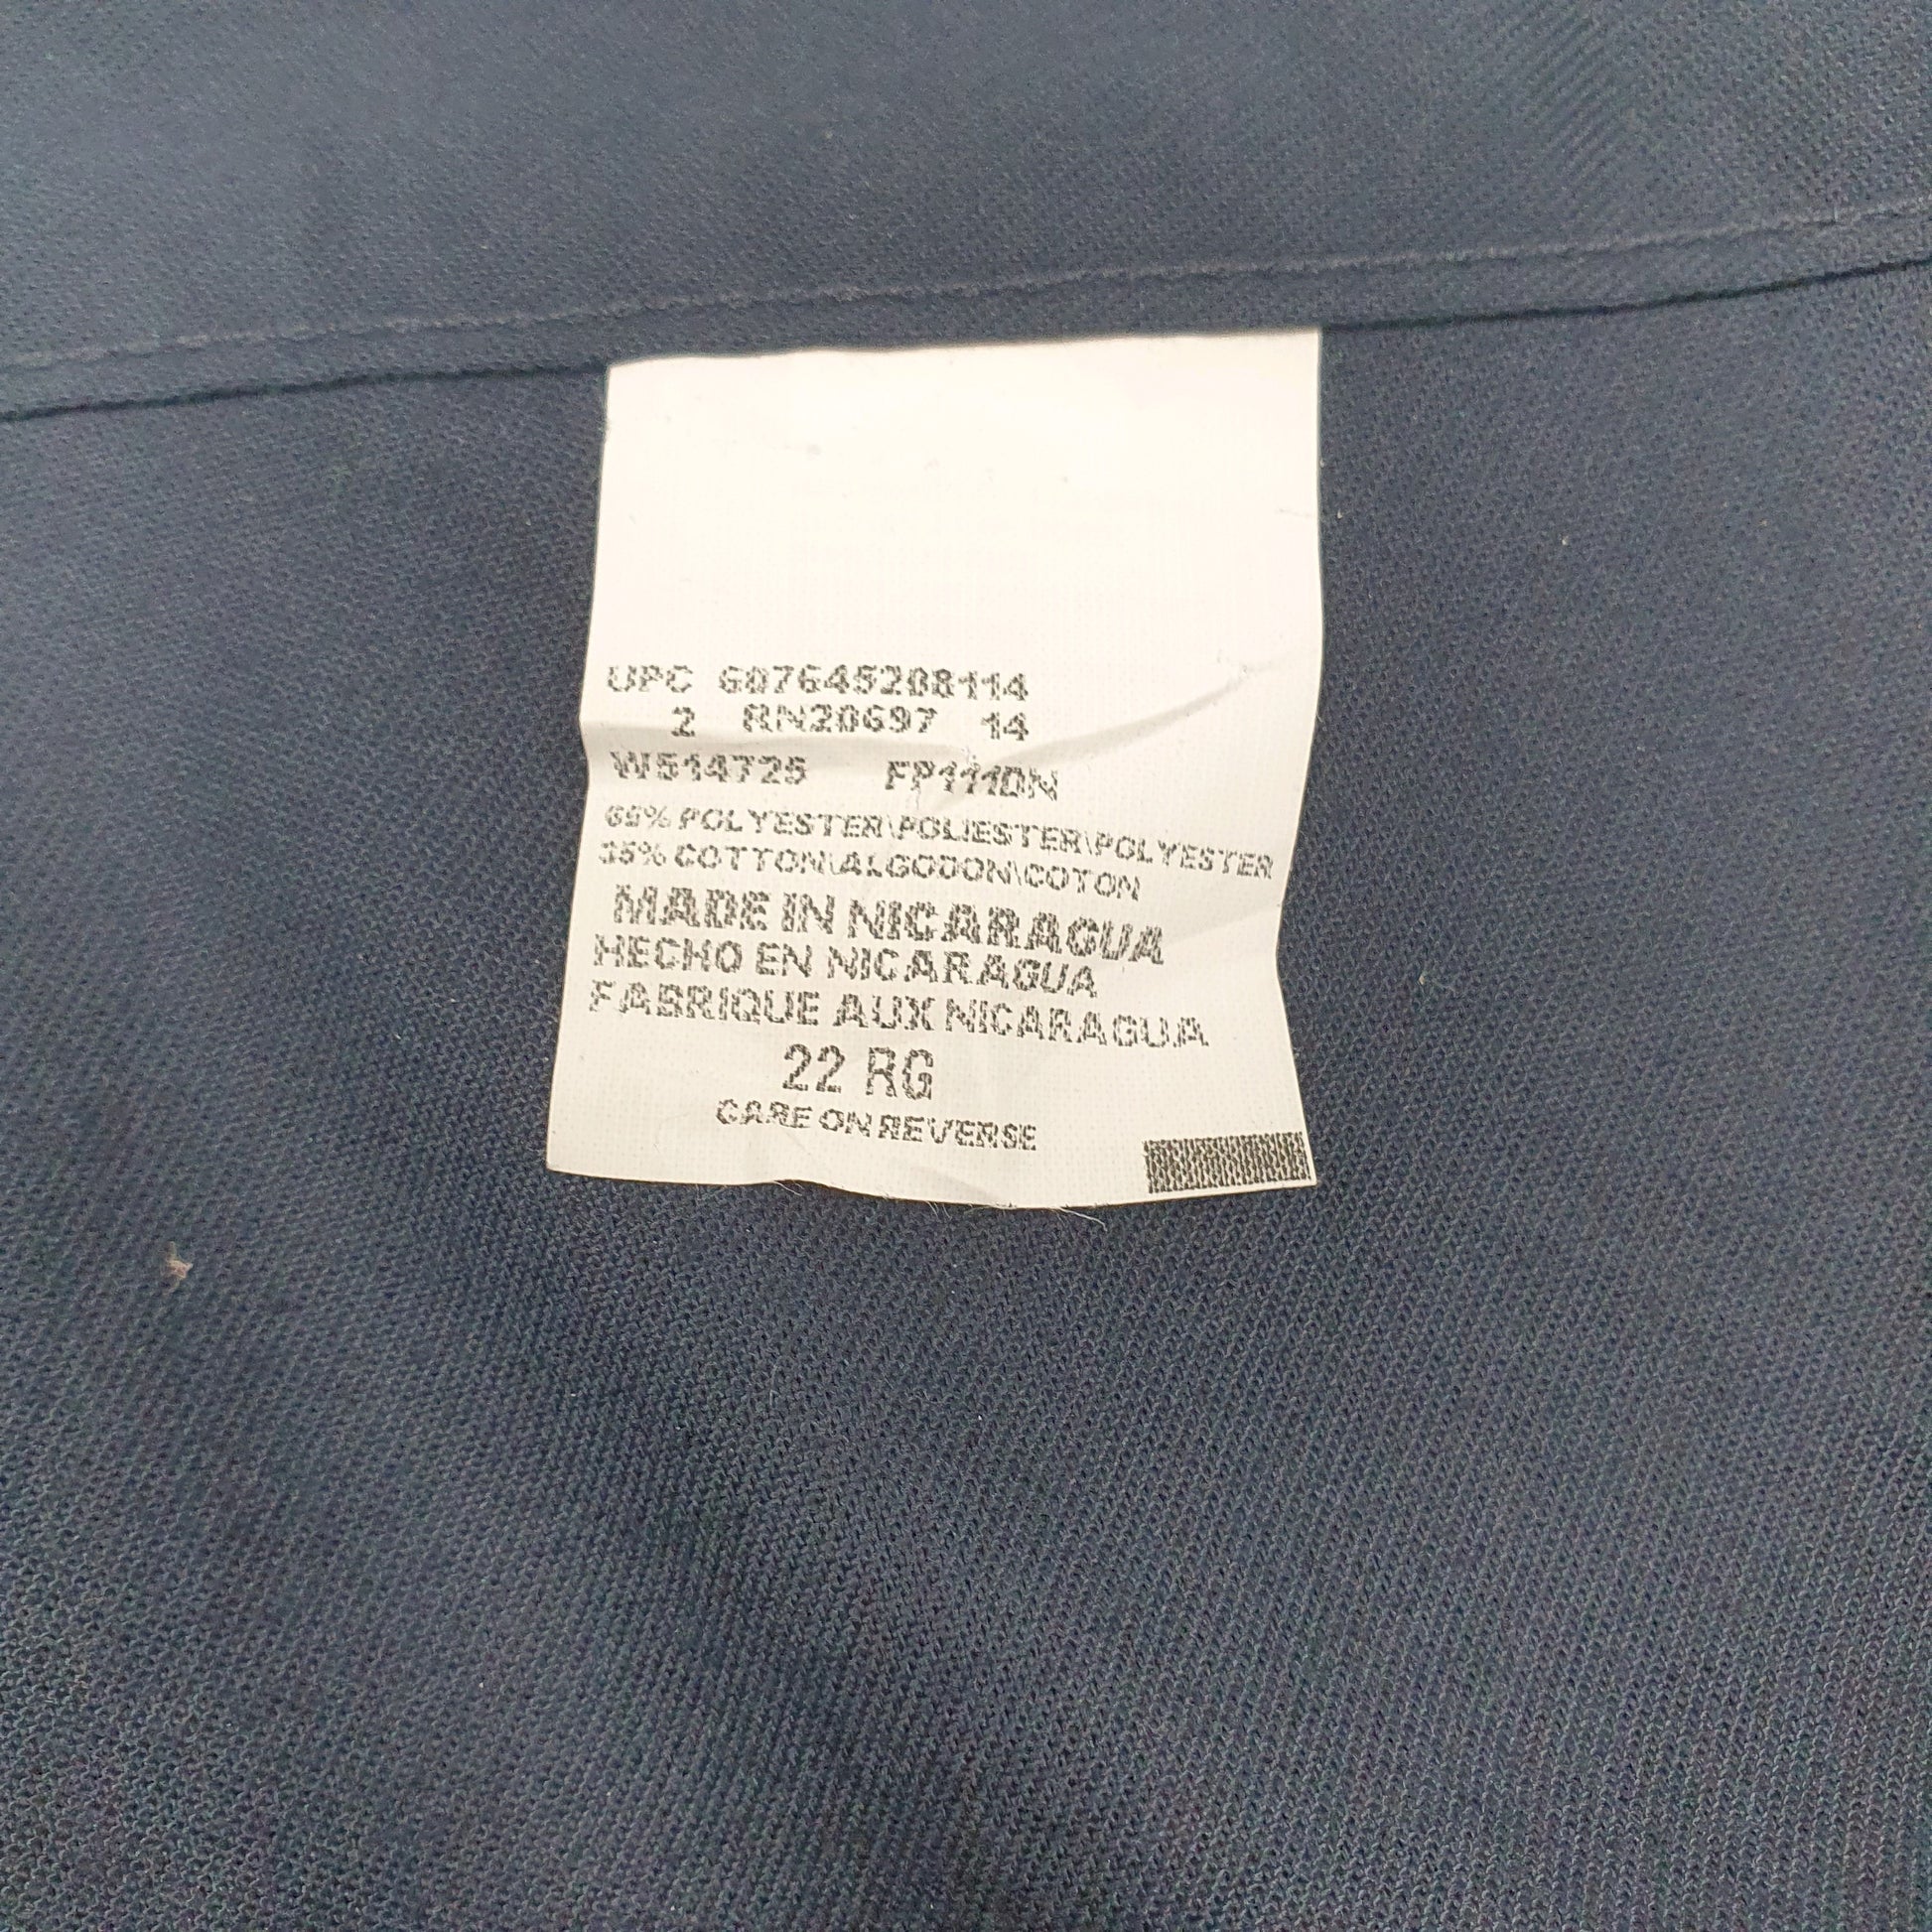 UPC 607645208114
2 RN20697 14
W514725 FP111DN
65% POLYESTER\POLIESTER\POLYESTER
35% COTTON\ALGODON\COTON
MADE IN NICARAGUA
HECHO EN NICARAGUA
FABRIQUE AUX NICARAGUA
22 RG
CARE ON REVERSE